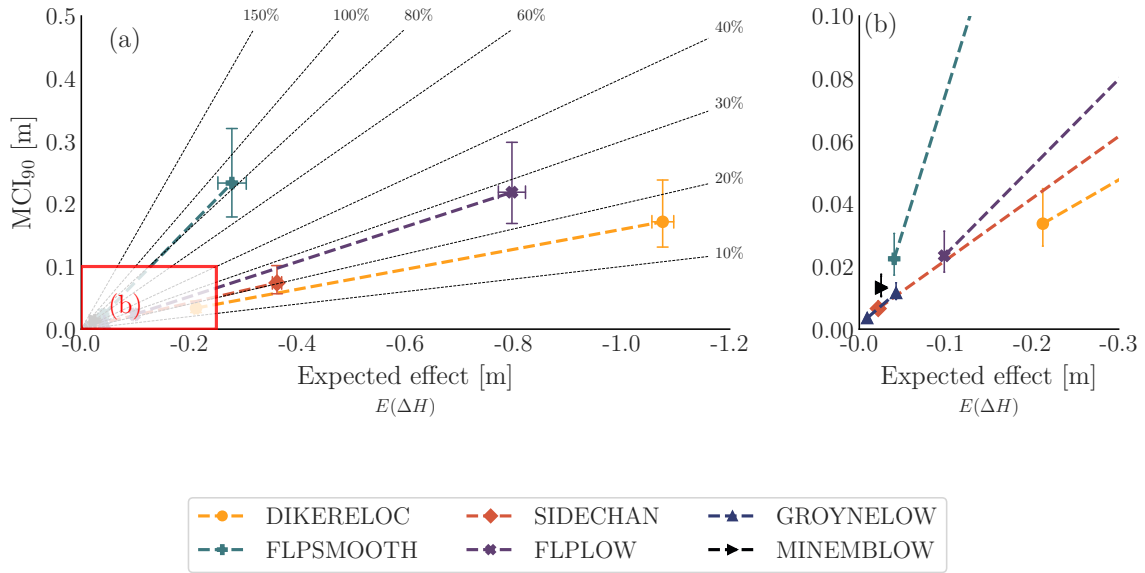 (a)
150%
100%
80%
60%
40%
30%
20%
10%
0.5
0.4
0.3
0.2
0.1
0.0
MCI90 [m]
(b)
-0.0
-0.2
-0.4
-0.6
-0.8
-1.0
-1.2
Expected effect [m]
E(ΔH)
(b)
0.10
0.08
0.06
0.04
0.02
0.00
-0.0
-0.1
-0.2
-0.3
Expected effect [m]
E(ΔH)
DIKERELOC
SIDECHAN
GROYNELOW
FLPSMOOTH
FLPLOW
MINEMBLOW